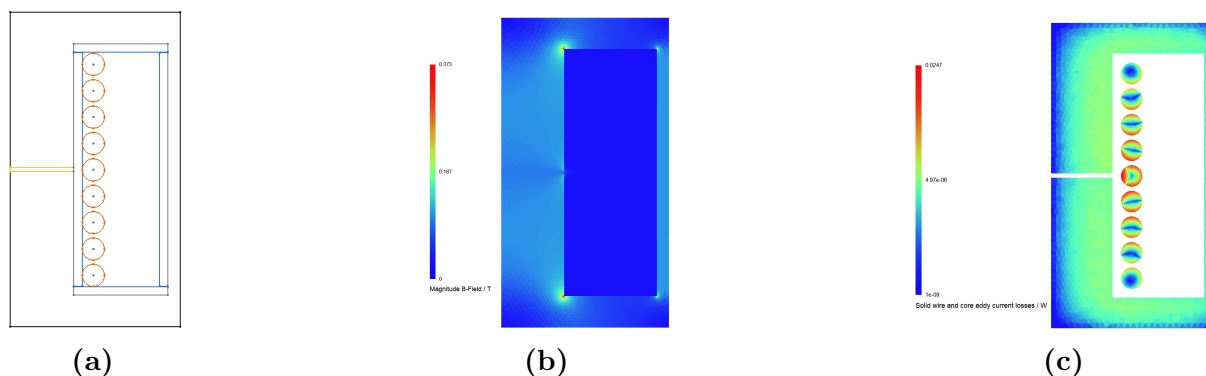 0.373
0.187
0
Magnitude B-Field / T
0.0247
4.97e-06
1e-09
Solid wire and core eddy current losses / W
(a)
(b)
(c)